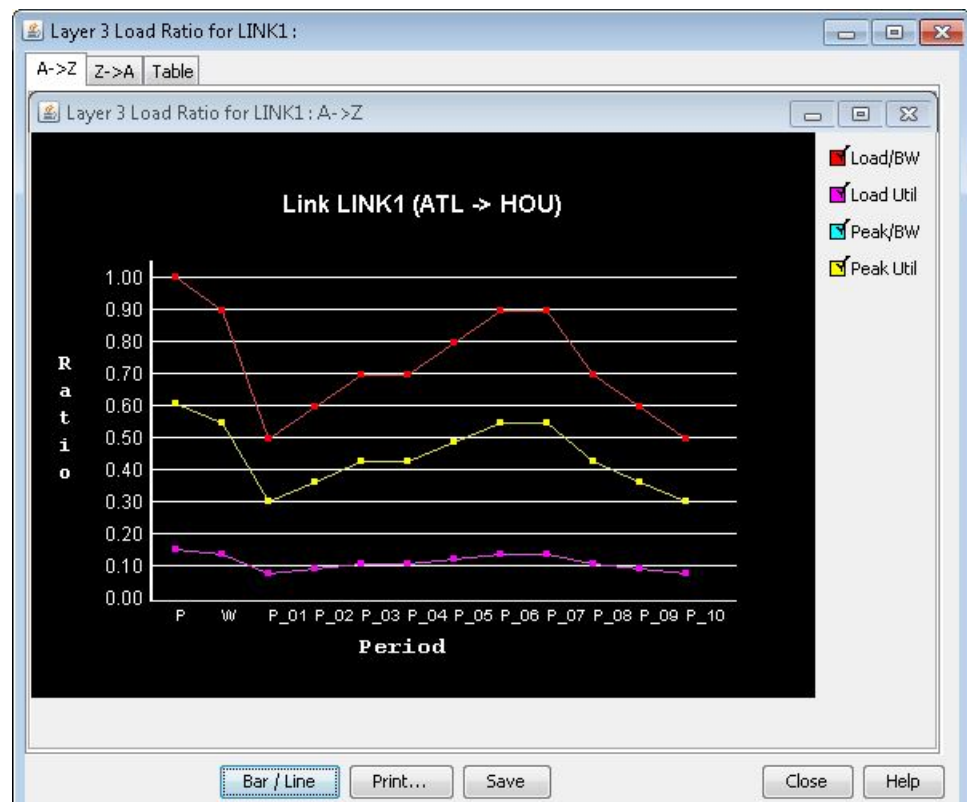 Layer 3 Load Ratio for LINK1 :
A->Z Z->A Table
Layer 3 Load Ratio for LINK1 : A->Z
Link LINK1 (ATL -> HOU)
Load/BW
Load Util
Peak/BW
Peak Util
1.00
0.90
0.80
0.70
0.60
0.50
0.40
0.30
0.20
0.10
0.00
Ratio
P W P_01 P_02 P_03 P_04 P_05 P_06 P_07 P_08 P_09 P_10
Period
Bar / Line Print... Save Close Help